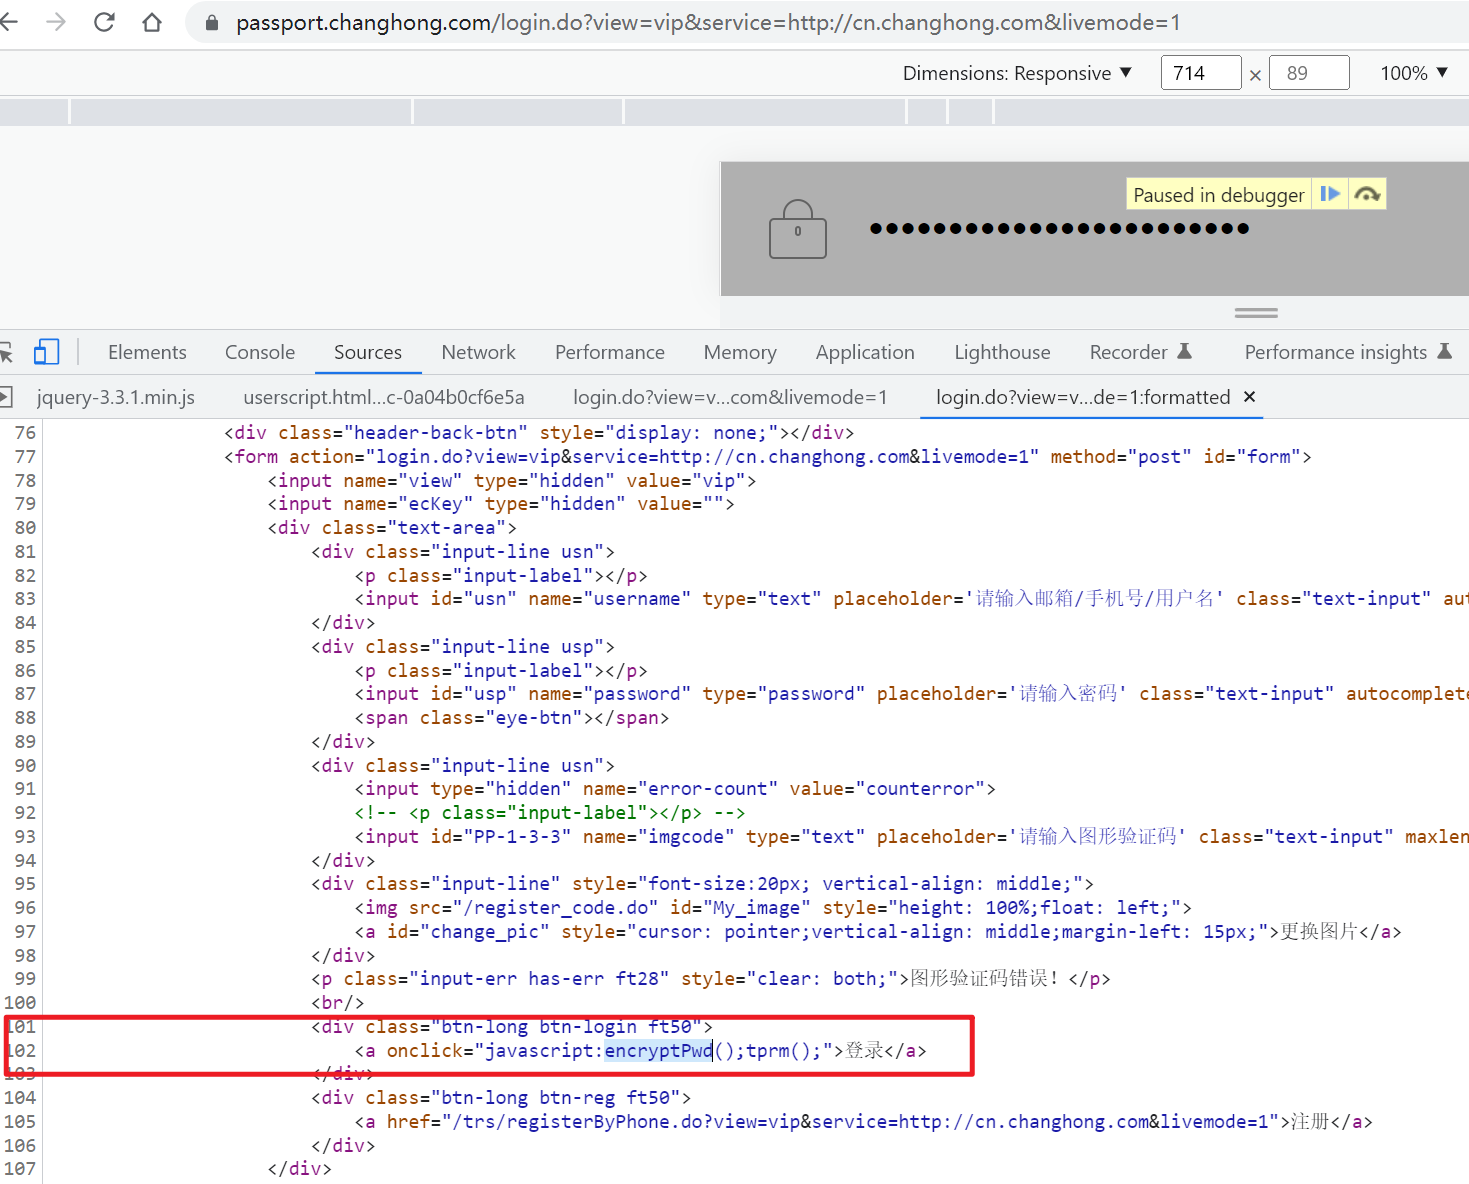 passport.changhong.com/login.do?view=vip&service=http://cn.changhong.com&livemode=1
Dimensions: Responsive ▼ 714 × 89 100% ▼
Paused in debugger
••••••••••••••••••••••••
Elements Console Sources Network Performance Memory Application Lighthouse Recorder Performance insights
jquery-3.3.1.min.js userscript.html...c-0a04b0cf6e5a login.do?view=v...com&livemode=1 login.do?view=v...de=1:formatted ×
76 <div class="header-back-btn" style="display: none;"></div>
77 <form action="login.do?view=vip&service=http://cn.changhong.com&livemode=1" method="post" id="form">
78 <input name="view" type="hidden" value="vip">
79 <input name="ecKey" type="hidden" value="">
80 <div class="text-area">
81 <div class="input-line usn">
82 <p class="input-label"></p>
83 <input id="usn" name="username" type="text" placeholder='请输入邮箱/手机号/用户名' class="text-input" aut
84 </div>
85 <div class="input-line usp">
86 <p class="input-label"></p>
87 <input id="usp" name="password" type="password" placeholder='请输入密码' class="text-input" autocomplete
88 <span class="eye-btn"></span>
89 </div>
90 <div class="input-line usn">
91 <input type="hidden" name="error-count" value="counterror">
92 <!-- <p class="input-label"></p> -->
93 <input id="PP-1-3-3" name="imgcode" type="text" placeholder='请输入图形验证码' class="text-input" maxlen
94 </div>
95 <div class="input-line" style="font-size:20px; vertical-align: middle;">
96 <img src="/register_code.do" id="My_image" style="height: 100%;float: left;">
97 <a id="change_pic" style="cursor: pointer;vertical-align: middle;margin-left: 15px;">更换图片</a>
98 </div>
99 <p class="input-err has-err ft28" style="clear: both;">图形验证码错误！</p>
100 <br/>
101 <div class="btn-long btn-login ft50">
102 <a onclick="javascript:encryptPwd();tprm();">登录</a>
103 </div>
104 <div class="btn-long btn-reg ft50">
105 <a href="/trs/registerByPhone.do?view=vip&service=http://cn.changhong.com&livemode=1">注册</a>
106 </div>
107 </div>